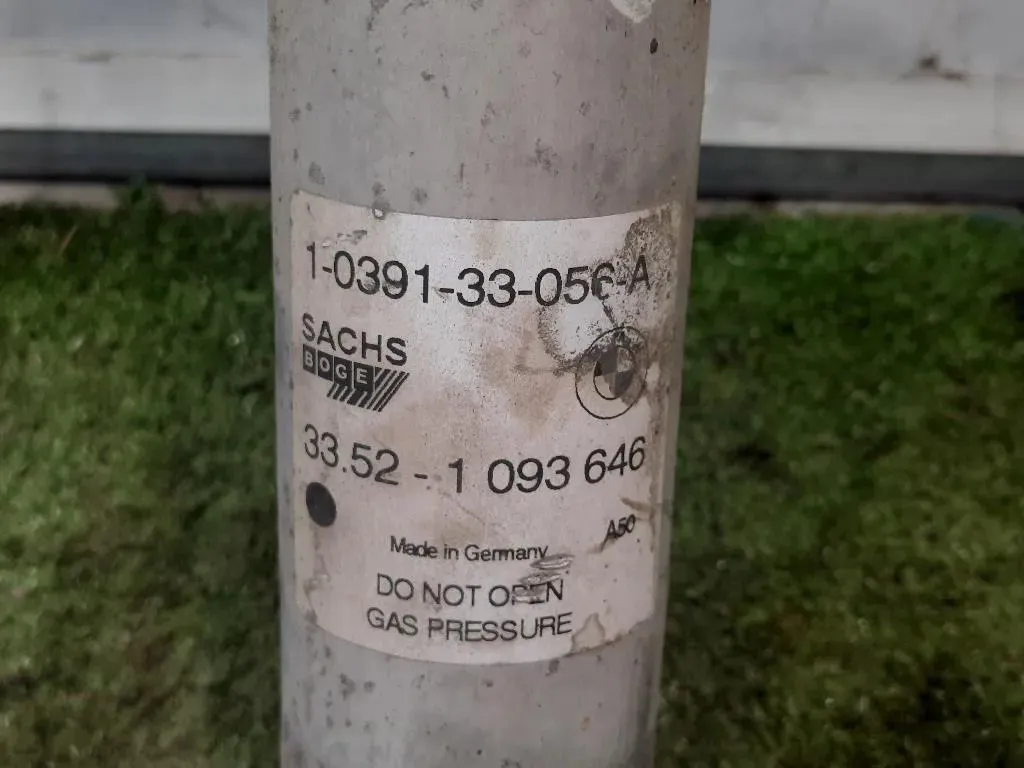 1-0391-33-056-A
SACHS
BOGE
33.52 - 1 093 646
A50
Made in Germany
DO NOT OPEN
GAS PRESSURE